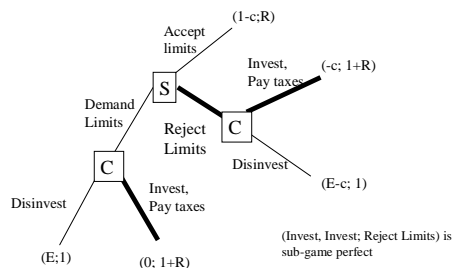 (1-c;R)
Accept
limits
Invest,
Pay taxes
(-c; 1+R)
S
Demand
Limits
Reject
Limits
C
Disinvest
C
(E-c; 1)
Disinvest
Invest,
Pay taxes
(Invest, Invest; Reject Limits) is
sub-game perfect
(E;1)
(0; 1+R)